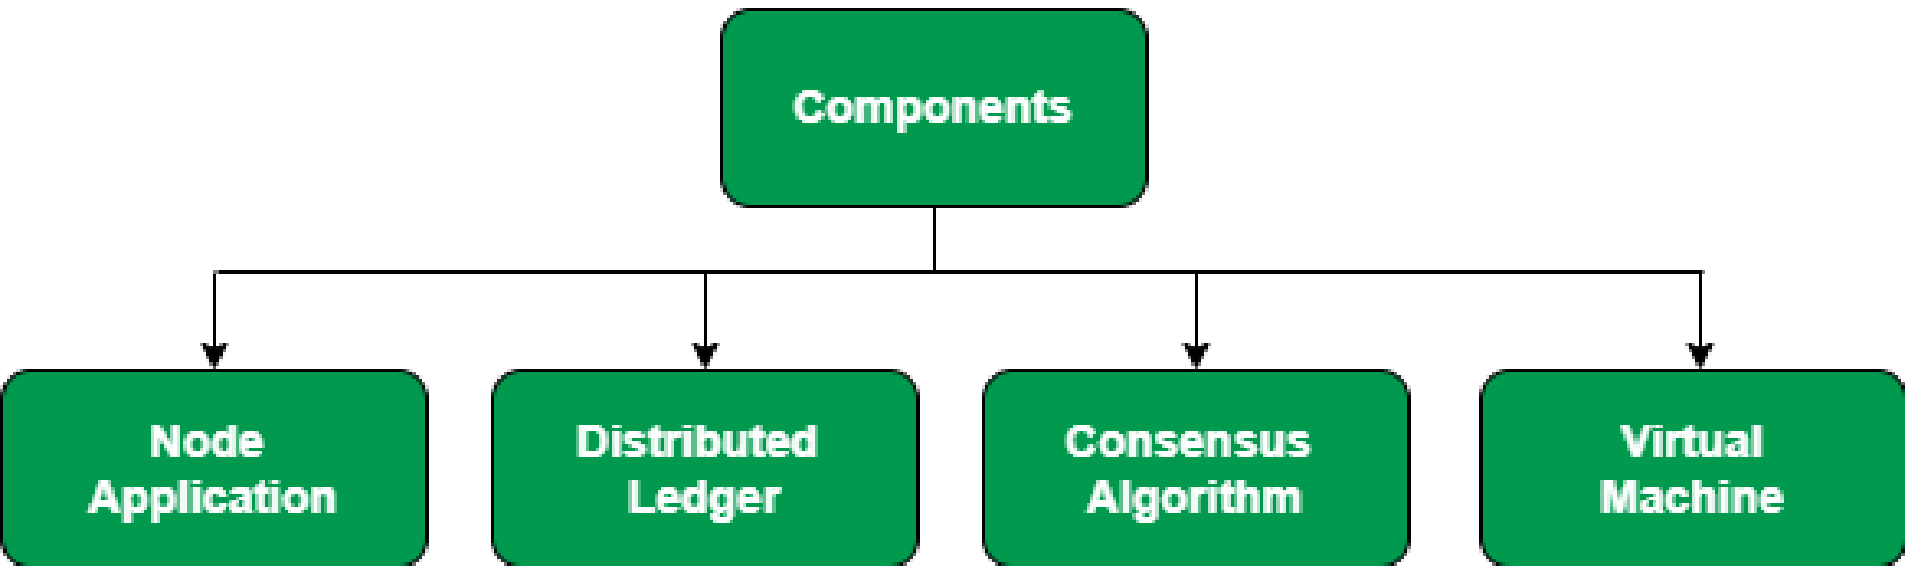 Components
Node
Application
Distributed
Ledger
Consensus
Algorithm
Virtual
Machine